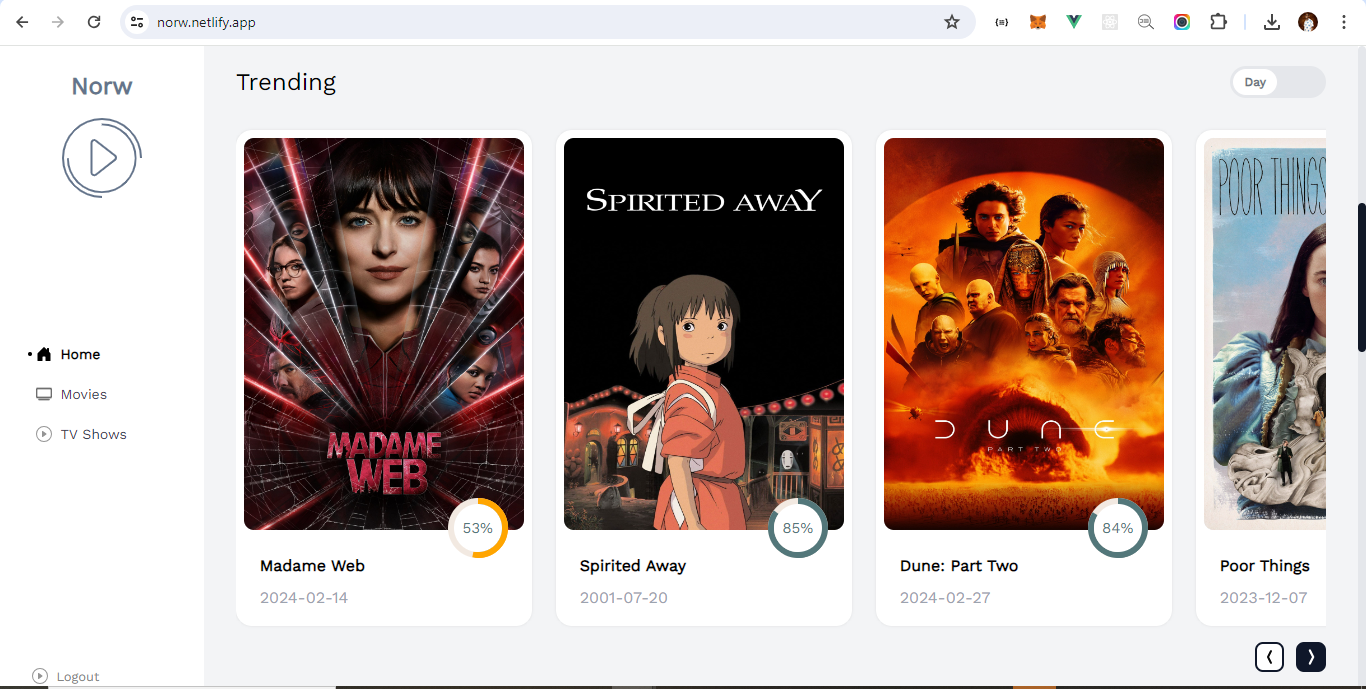 norw.netlify.app
Norw
Home
Movies
TV Shows
Logout
Trending
Day
MADAME
WEB
53%
Madame Web
2024-02-14
SPIRITED AWAY
85%
Spirited Away
2001-07-20
DUNE
PART TWO
84%
Dune: Part Two
2024-02-27
POOR THINGS
Poor Things
2023-12-07